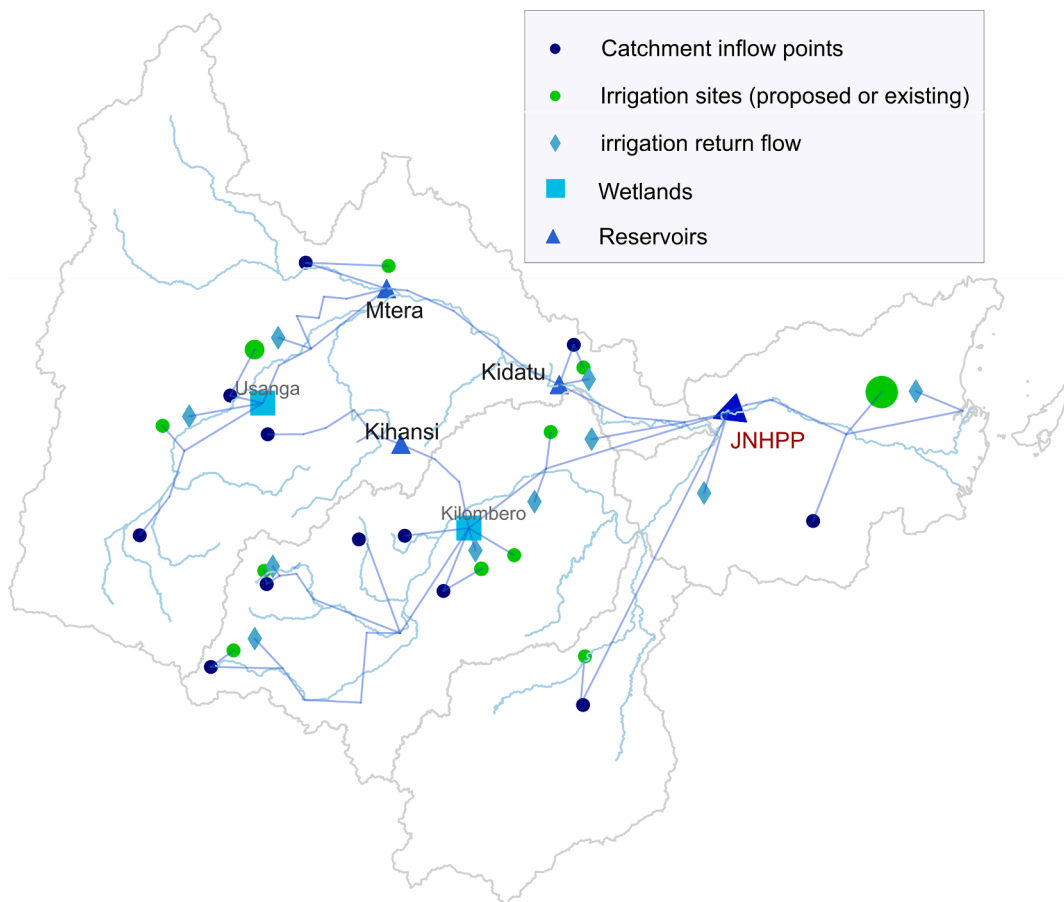 Catchment inflow points
Irrigation sites (proposed or existing)
irrigation return flow
Wetlands
Reservoirs
Mtera
Kidatu
Usanga
Kihansi
JNHPP
Kilombero